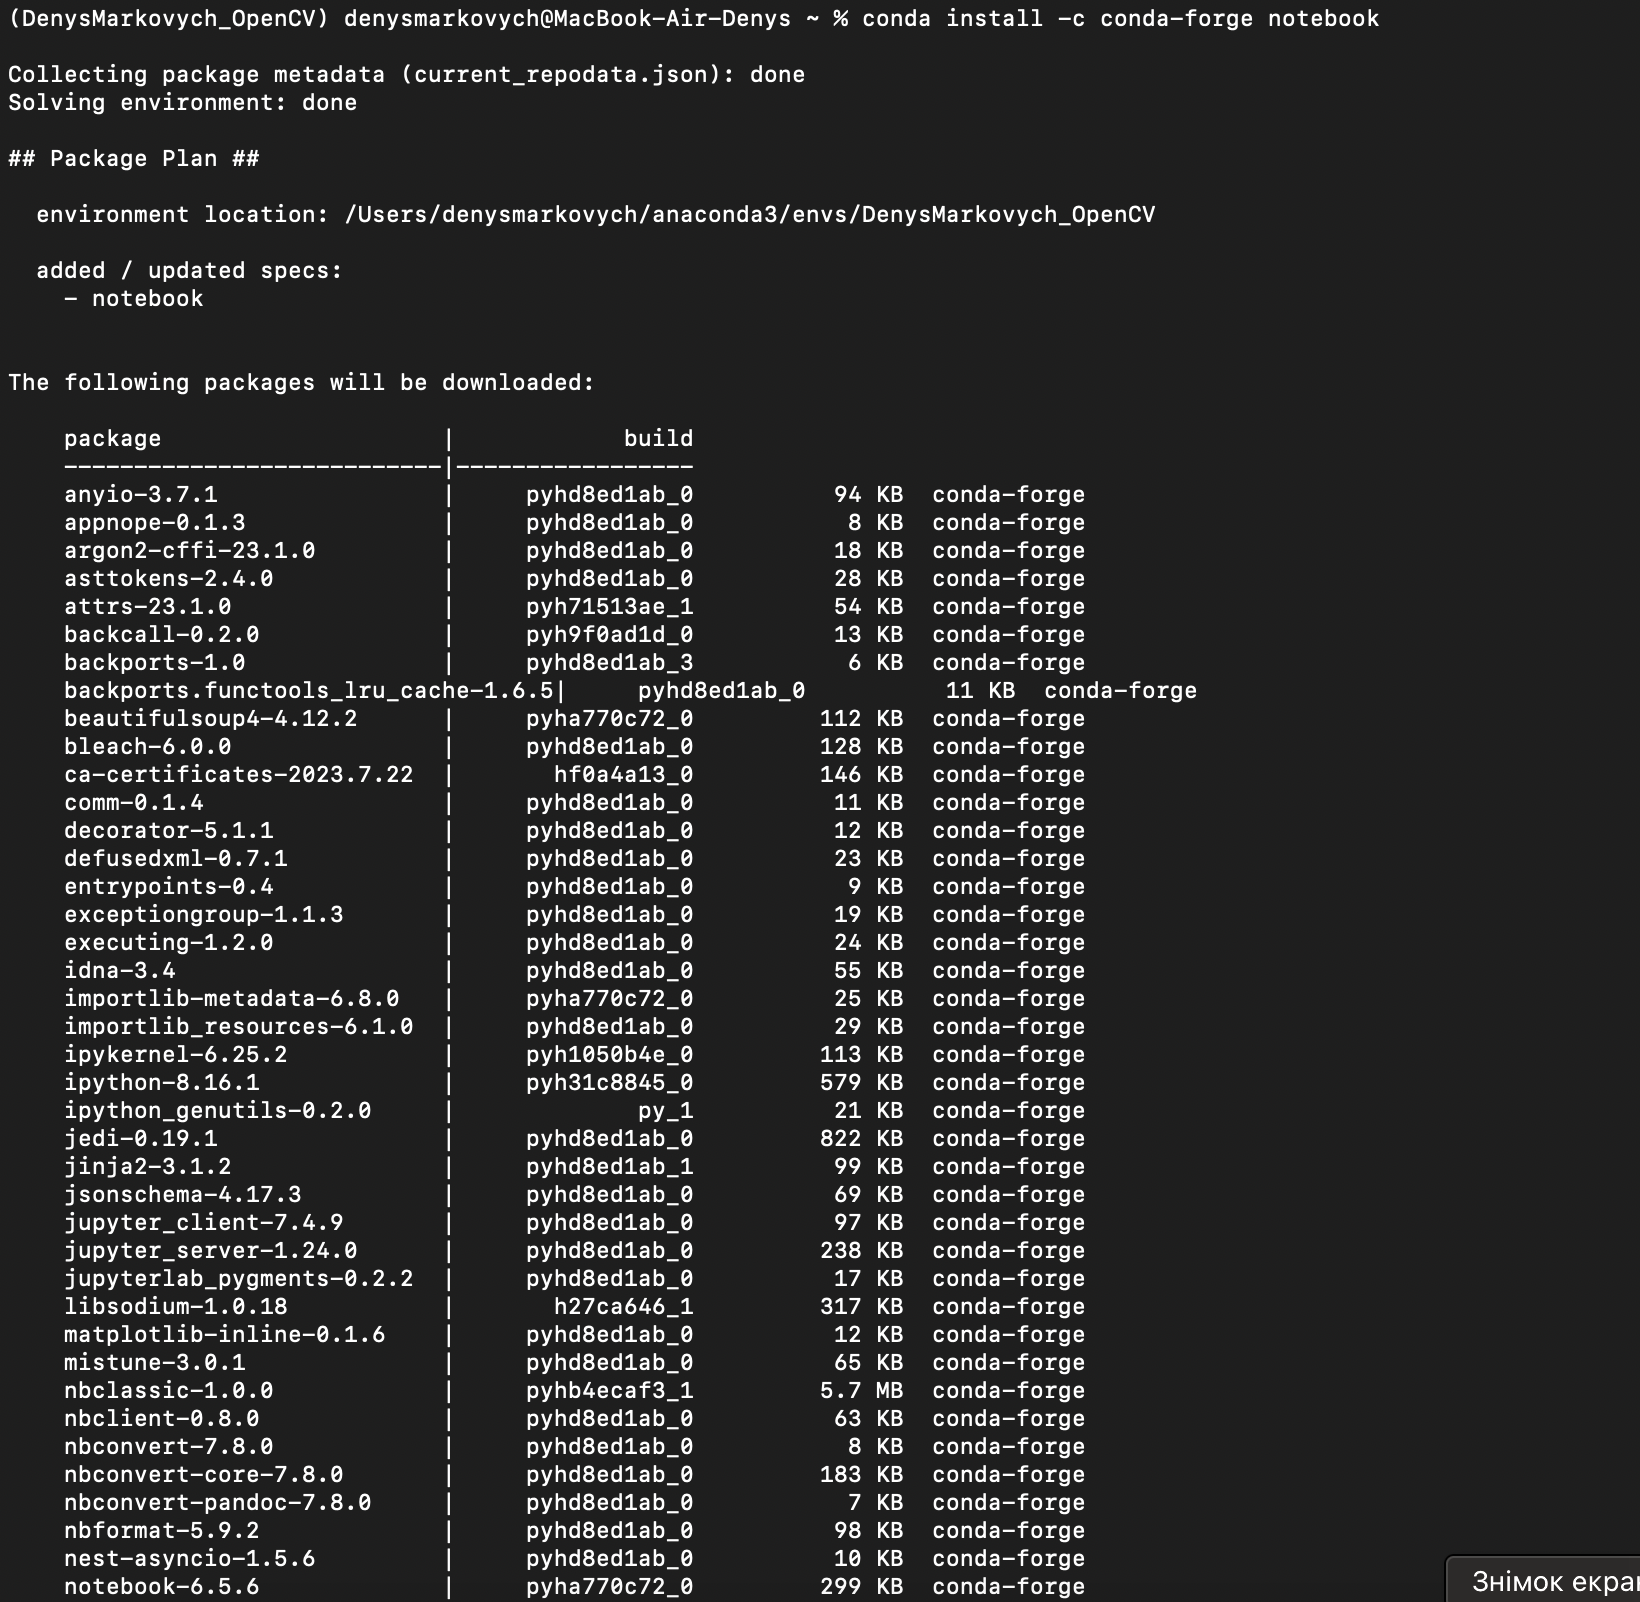 (DenysMarkovych_OpenCV) denysmarkovych@MacBook-Air-Denys ~ % conda install -c conda-forge notebook
Collecting package metadata (current_repodata.json): done
Solving environment: done
## Package Plan ##
environment location: /Users/denysmarkovych/anaconda3/envs/DenysMarkovych_OpenCV
added / updated specs:
- notebook
The following packages will be downloaded:
package | build
---------------------------|-----------------
anyio-3.7.1 | pyhd8ed1ab_0 94 KB conda-forge
appnope-0.1.3 | pyhd8ed1ab_0 8 KB conda-forge
argon2-cffi-23.1.0 | pyhd8ed1ab_0 18 KB conda-forge
asttokens-2.4.0 | pyhd8ed1ab_0 28 KB conda-forge
attrs-23.1.0 | pyh71513ae_1 54 KB conda-forge
backcall-0.2.0 | pyh9f0ad1d_0 13 KB conda-forge
backports-1.0 | pyhd8ed1ab_3 6 KB conda-forge
backports.functools_lru_cache-1.6.5| pyhd8ed1ab_0 11 KB conda-forge
beautifulsoup4-4.12.2 | pyha770c72_0 112 KB conda-forge
bleach-6.0.0 | pyhd8ed1ab_0 128 KB conda-forge
ca-certificates-2023.7.22 | hf0a4a13_0 146 KB conda-forge
comm-0.1.4 | pyhd8ed1ab_0 11 KB conda-forge
decorator-5.1.1 | pyhd8ed1ab_0 12 KB conda-forge
defusedxml-0.7.1 | pyhd8ed1ab_0 23 KB conda-forge
entrypoints-0.4 | pyhd8ed1ab_0 9 KB conda-forge
exceptiongroup-1.1.3 | pyhd8ed1ab_0 19 KB conda-forge
executing-1.2.0 | pyhd8ed1ab_0 24 KB conda-forge
idna-3.4 | pyhd8ed1ab_0 55 KB conda-forge
importlib-metadata-6.8.0 | pyha770c72_0 25 KB conda-forge
importlib_resources-6.1.0 | pyhd8ed1ab_0 29 KB conda-forge
ipykernel-6.25.2 | pyh1050b4e_0 113 KB conda-forge
ipython-8.16.1 | pyh31c8845_0 579 KB conda-forge
ipython_genutils-0.2.0 | py_1 21 KB conda-forge
jedi-0.19.1 | pyhd8ed1ab_0 822 KB conda-forge
jinja2-3.1.2 | pyhd8ed1ab_1 99 KB conda-forge
jsonschema-4.17.3 | pyhd8ed1ab_0 69 KB conda-forge
jupyter_client-7.4.9 | pyhd8ed1ab_0 97 KB conda-forge
jupyter_server-1.24.0 | pyhd8ed1ab_0 238 KB conda-forge
jupyterlab_pygments-0.2.2 | pyhd8ed1ab_0 17 KB conda-forge
libsodium-1.0.18 | h27ca646_1 317 KB conda-forge
matplotlib-inline-0.1.6 | pyhd8ed1ab_0 12 KB conda-forge
mistune-3.0.1 | pyhd8ed1ab_0 65 KB conda-forge
nbclassic-1.0.0 | pyhb4ecaf3_1 5.7 MB conda-forge
nbclient-0.8.0 | pyhd8ed1ab_0 63 KB conda-forge
nbconvert-7.8.0 | pyhd8ed1ab_0 8 KB conda-forge
nbconvert-core-7.8.0 | pyhd8ed1ab_0 183 KB conda-forge
nbconvert-pandoc-7.8.0 | pyhd8ed1ab_0 7 KB conda-forge
nbformat-5.9.2 | pyhd8ed1ab_0 98 KB conda-forge
nest-asyncio-1.5.6 | pyhd8ed1ab_0 10 KB conda-forge
notebook-6.5.6 | pyha770c72_0 299 KB conda-forge
Знімок